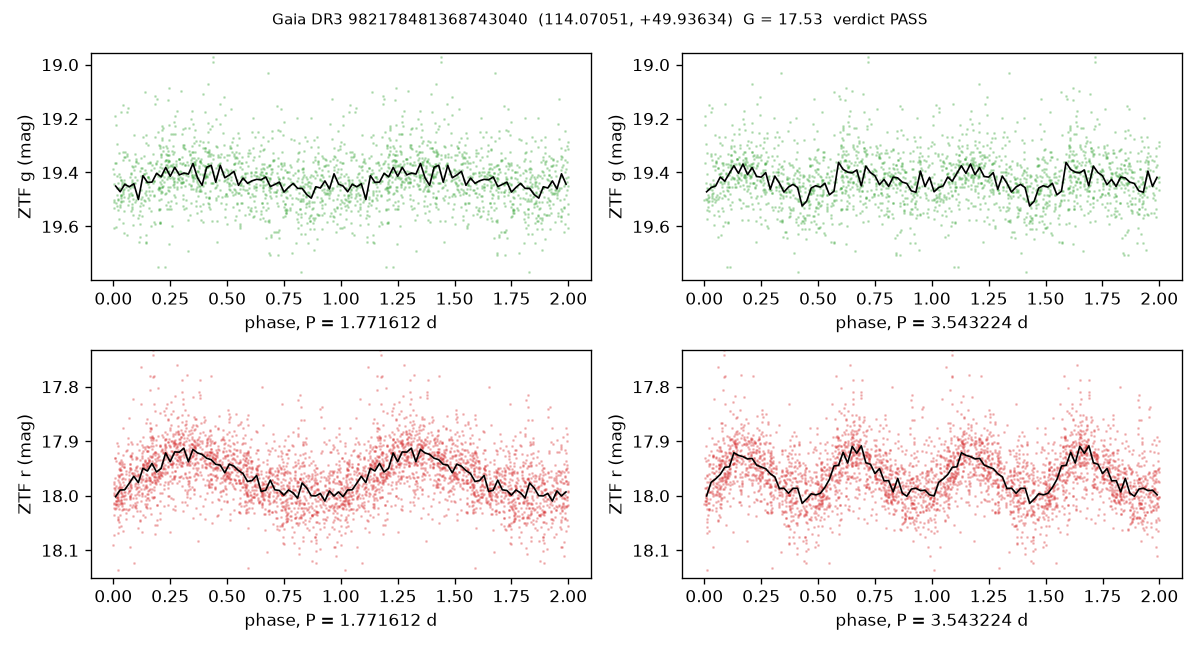 Gaia DR3 982178481368743040 (114.07051, +49.93634) G = 17.53 verdict PASS
ZTF g (mag)
19.0
19.2
19.4
19.6
0.00 0.25 0.50 0.75 1.00 1.25 1.50 1.75 2.00
phase, P = 1.771612 d
ZTF g (mag)
19.0
19.2
19.4
19.6
0.00 0.25 0.50 0.75 1.00 1.25 1.50 1.75 2.00
phase, P = 3.543224 d
ZTF r (mag)
17.8
17.9
18.0
18.1
0.00 0.25 0.50 0.75 1.00 1.25 1.50 1.75 2.00
phase, P = 1.771612 d
ZTF r (mag)
17.8
17.9
18.0
18.1
0.00 0.25 0.50 0.75 1.00 1.25 1.50 1.75 2.00
phase, P = 3.543224 d